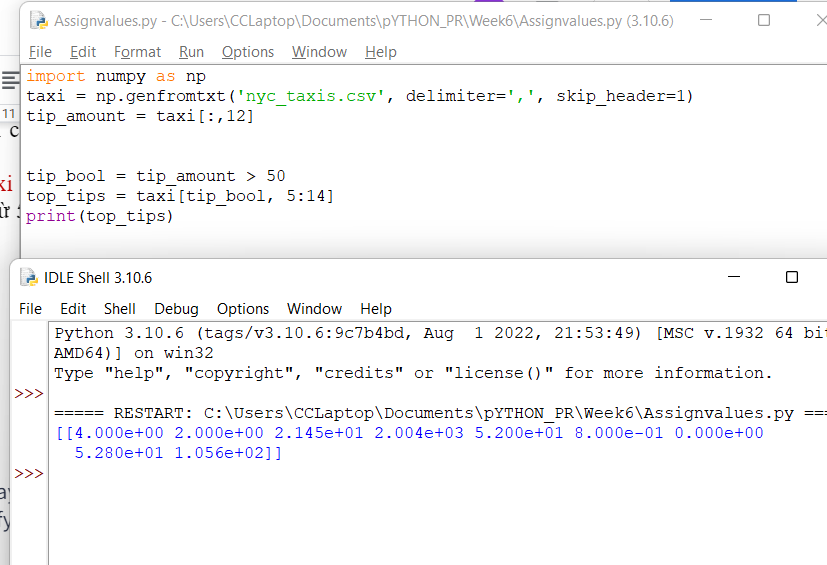 Assignvalues.py - C:\Users\CCLaptop\Documents\pYTHON_PR\Week6\Assignvalues.py (3.10.6)
File Edit Format Run Options Window Help
import numpy as np
taxi = np.genfromtxt('nyc_taxis.csv', delimiter=',', skip_header=1)
tip_amount = taxi[:,12]
tip_bool = tip_amount > 50
top_tips = taxi[tip_bool, 5:14]
print(top_tips)
11
IDLE Shell 3.10.6
File Edit Shell Debug Options Window Help
Python 3.10.6 (tags/v3.10.6:9c7b4bd, Aug  1 2022, 21:53:49) [MSC v.1932 64 bit
AMD64)] on win32
Type "help", "copyright", "credits" or "license()" for more information.
>>>
===== RESTART: C:\Users\CCLaptop\Documents\pYTHON_PR\Week6\Assignvalues.py ===
[[4.000e+00 2.000e+00 2.145e+01 2.004e+03 5.200e+01 8.000e-01 0.000e+00
  5.280e+01 1.056e+02]]
>>>